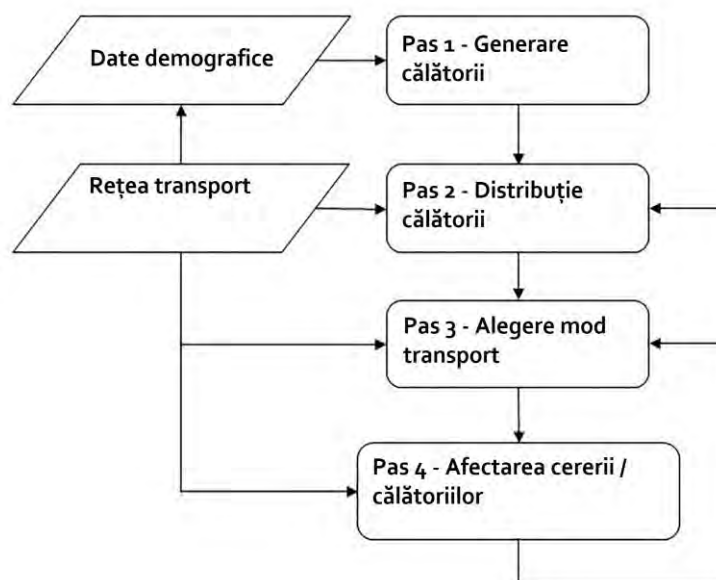 Date demografice
Pas 1 - Generare
călătorii
Rețea transport
Pas 2 - Distribuție
călătorii
Pas 3 - Alegere mod
transport
Pas 4 - Afectarea cererii /
călătoriilor